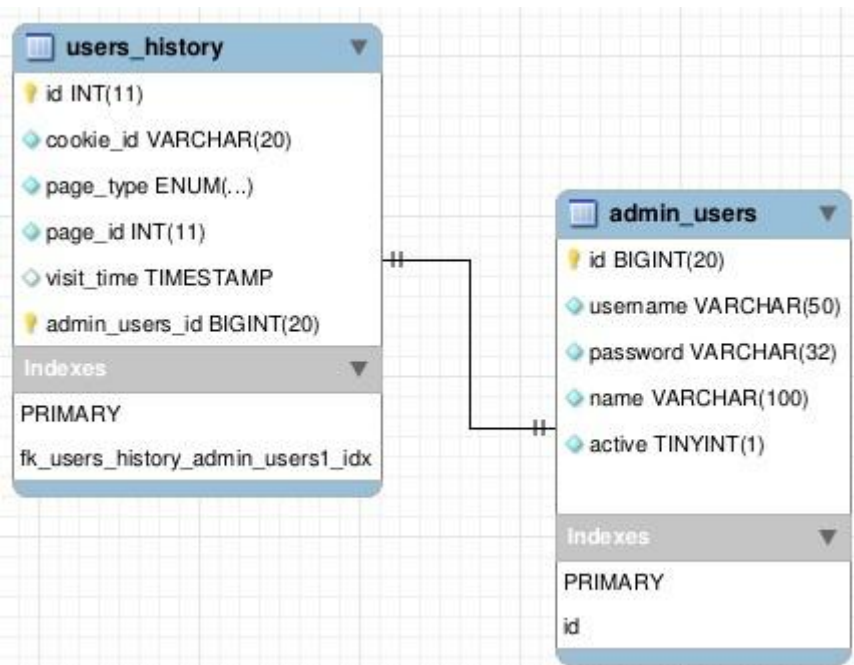 users_history
id INT(11)
cookie_id VARCHAR(20)
page_type ENUM(...)
page_id INT(11)
visit_time TIMESTAMP
admin_users_id BIGINT(20)
Indexes
PRIMARY
fk_users_history_admin_users1_idx
admin_users
id BIGINT(20)
username VARCHAR(50)
password VARCHAR(32)
name VARCHAR(100)
active TINYINT(1)
Indexes
PRIMARY
id